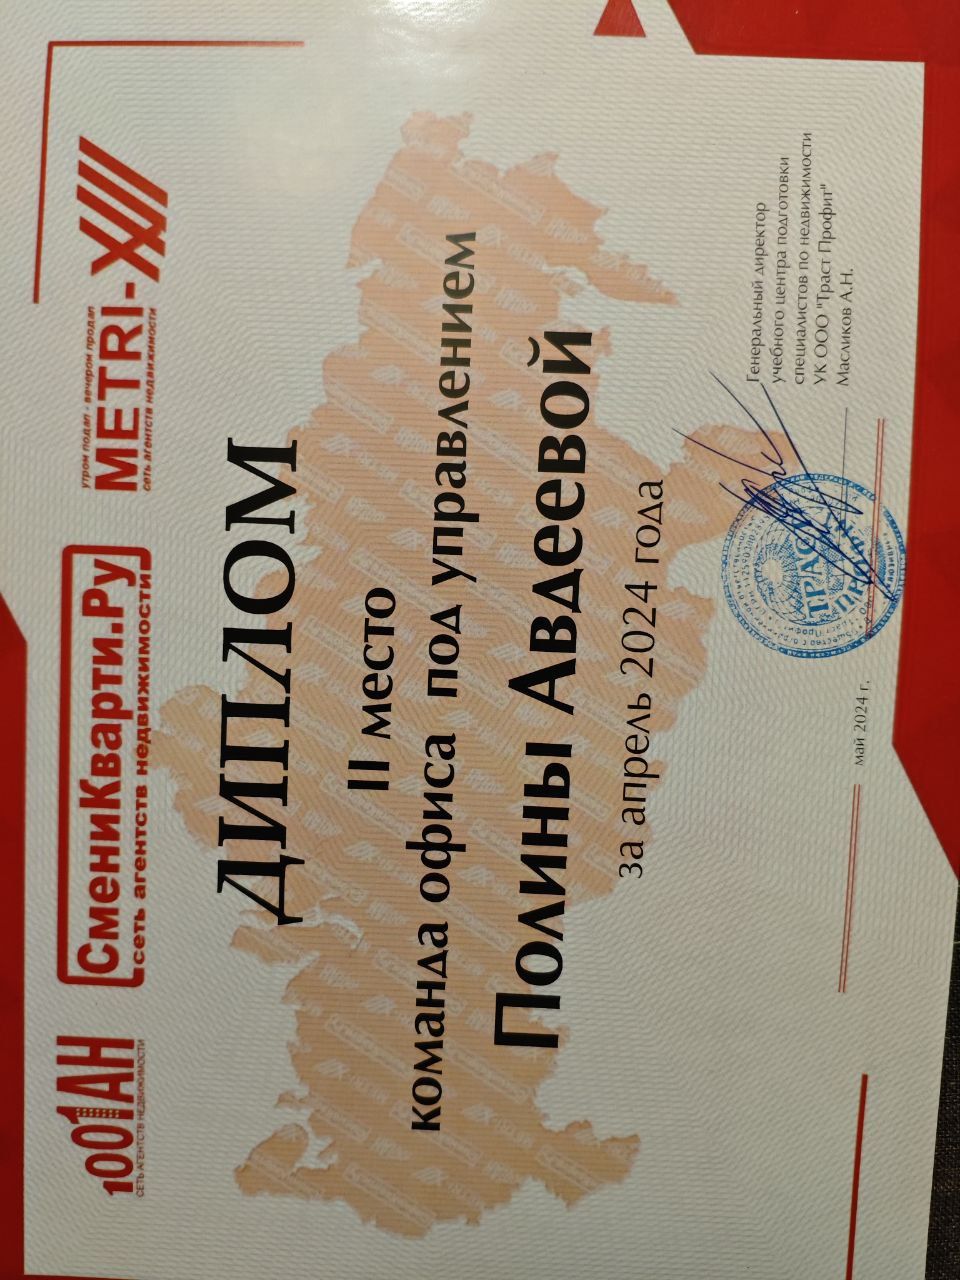 1001АН
СЕТЬ АГЕНТСТВ НЕДВИЖИМОСТИ
СмениКварти.Ру
сеть агентств недвижимости
утром подал - вечером продал
METRI-
сеть агентств недвижимости
ДИПЛОМ
II место
команда офиса под управлением
Полины Авдеевой
за апрель 2024 года
Генеральный директор
учебного центра подготовки
специалистов по недвижимости
УК ООО "Траст Профит"
Масликов А.Н.
ТРАСТ
ПРОФИТ
май 2024 г.